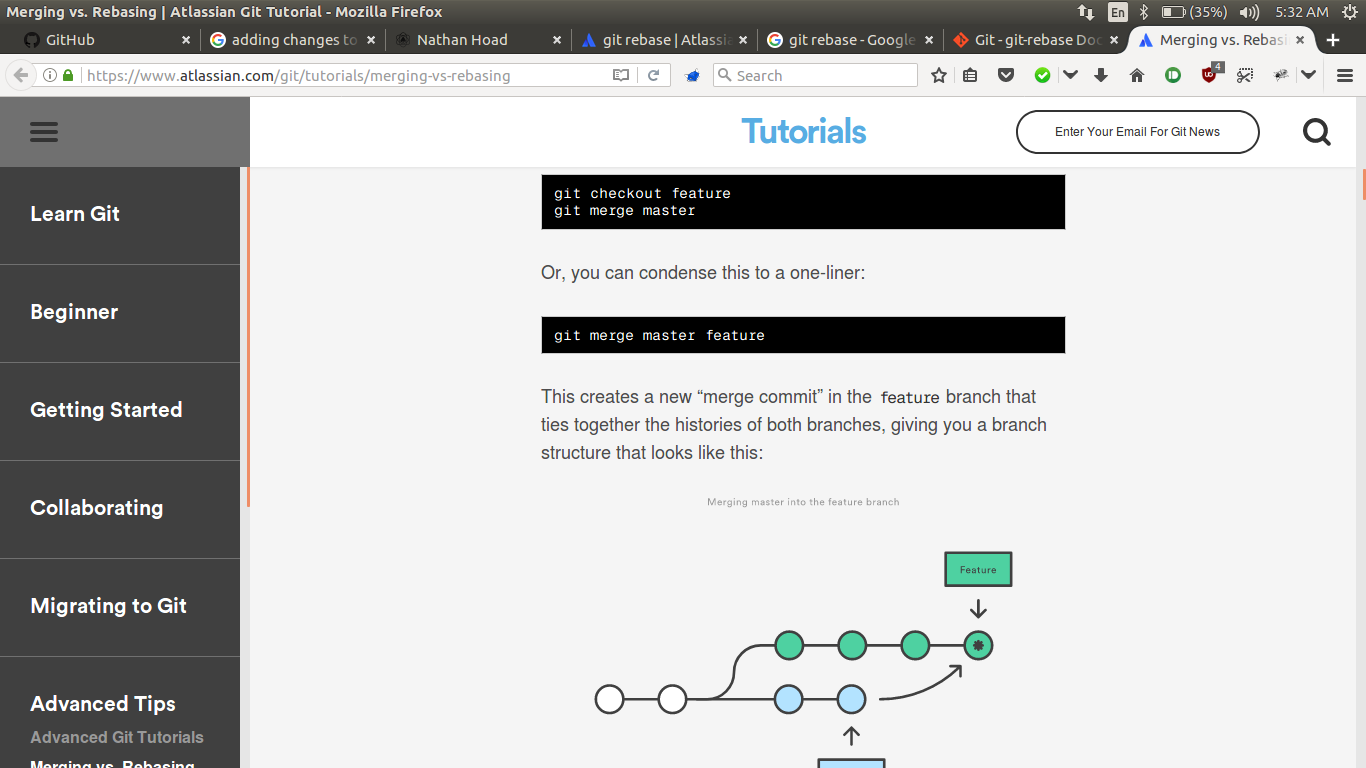 Merging vs. Rebasing | Atlassian Git Tutorial - Mozilla Firefox
En
(35%)
5:32 AM
GitHub
adding changes to
Nathan Hoad
git rebase | Atlassi
git rebase - Google
Git - git-rebase Doc
Merging vs. Rebasi
https://www.atlassian.com/git/tutorials/merging-vs-rebasing
Search
4
Tutorials
Enter Your Email For Git News
Learn Git
Beginner
Getting Started
Collaborating
Migrating to Git
Advanced Tips
Advanced Git Tutorials
Merging vs. Rebasing
git checkout feature
git merge master
Or, you can condense this to a one-liner:
git merge master feature
This creates a new “merge commit” in the feature branch that
ties together the histories of both branches, giving you a branch
structure that looks like this:
Merging master into the feature branch
Feature